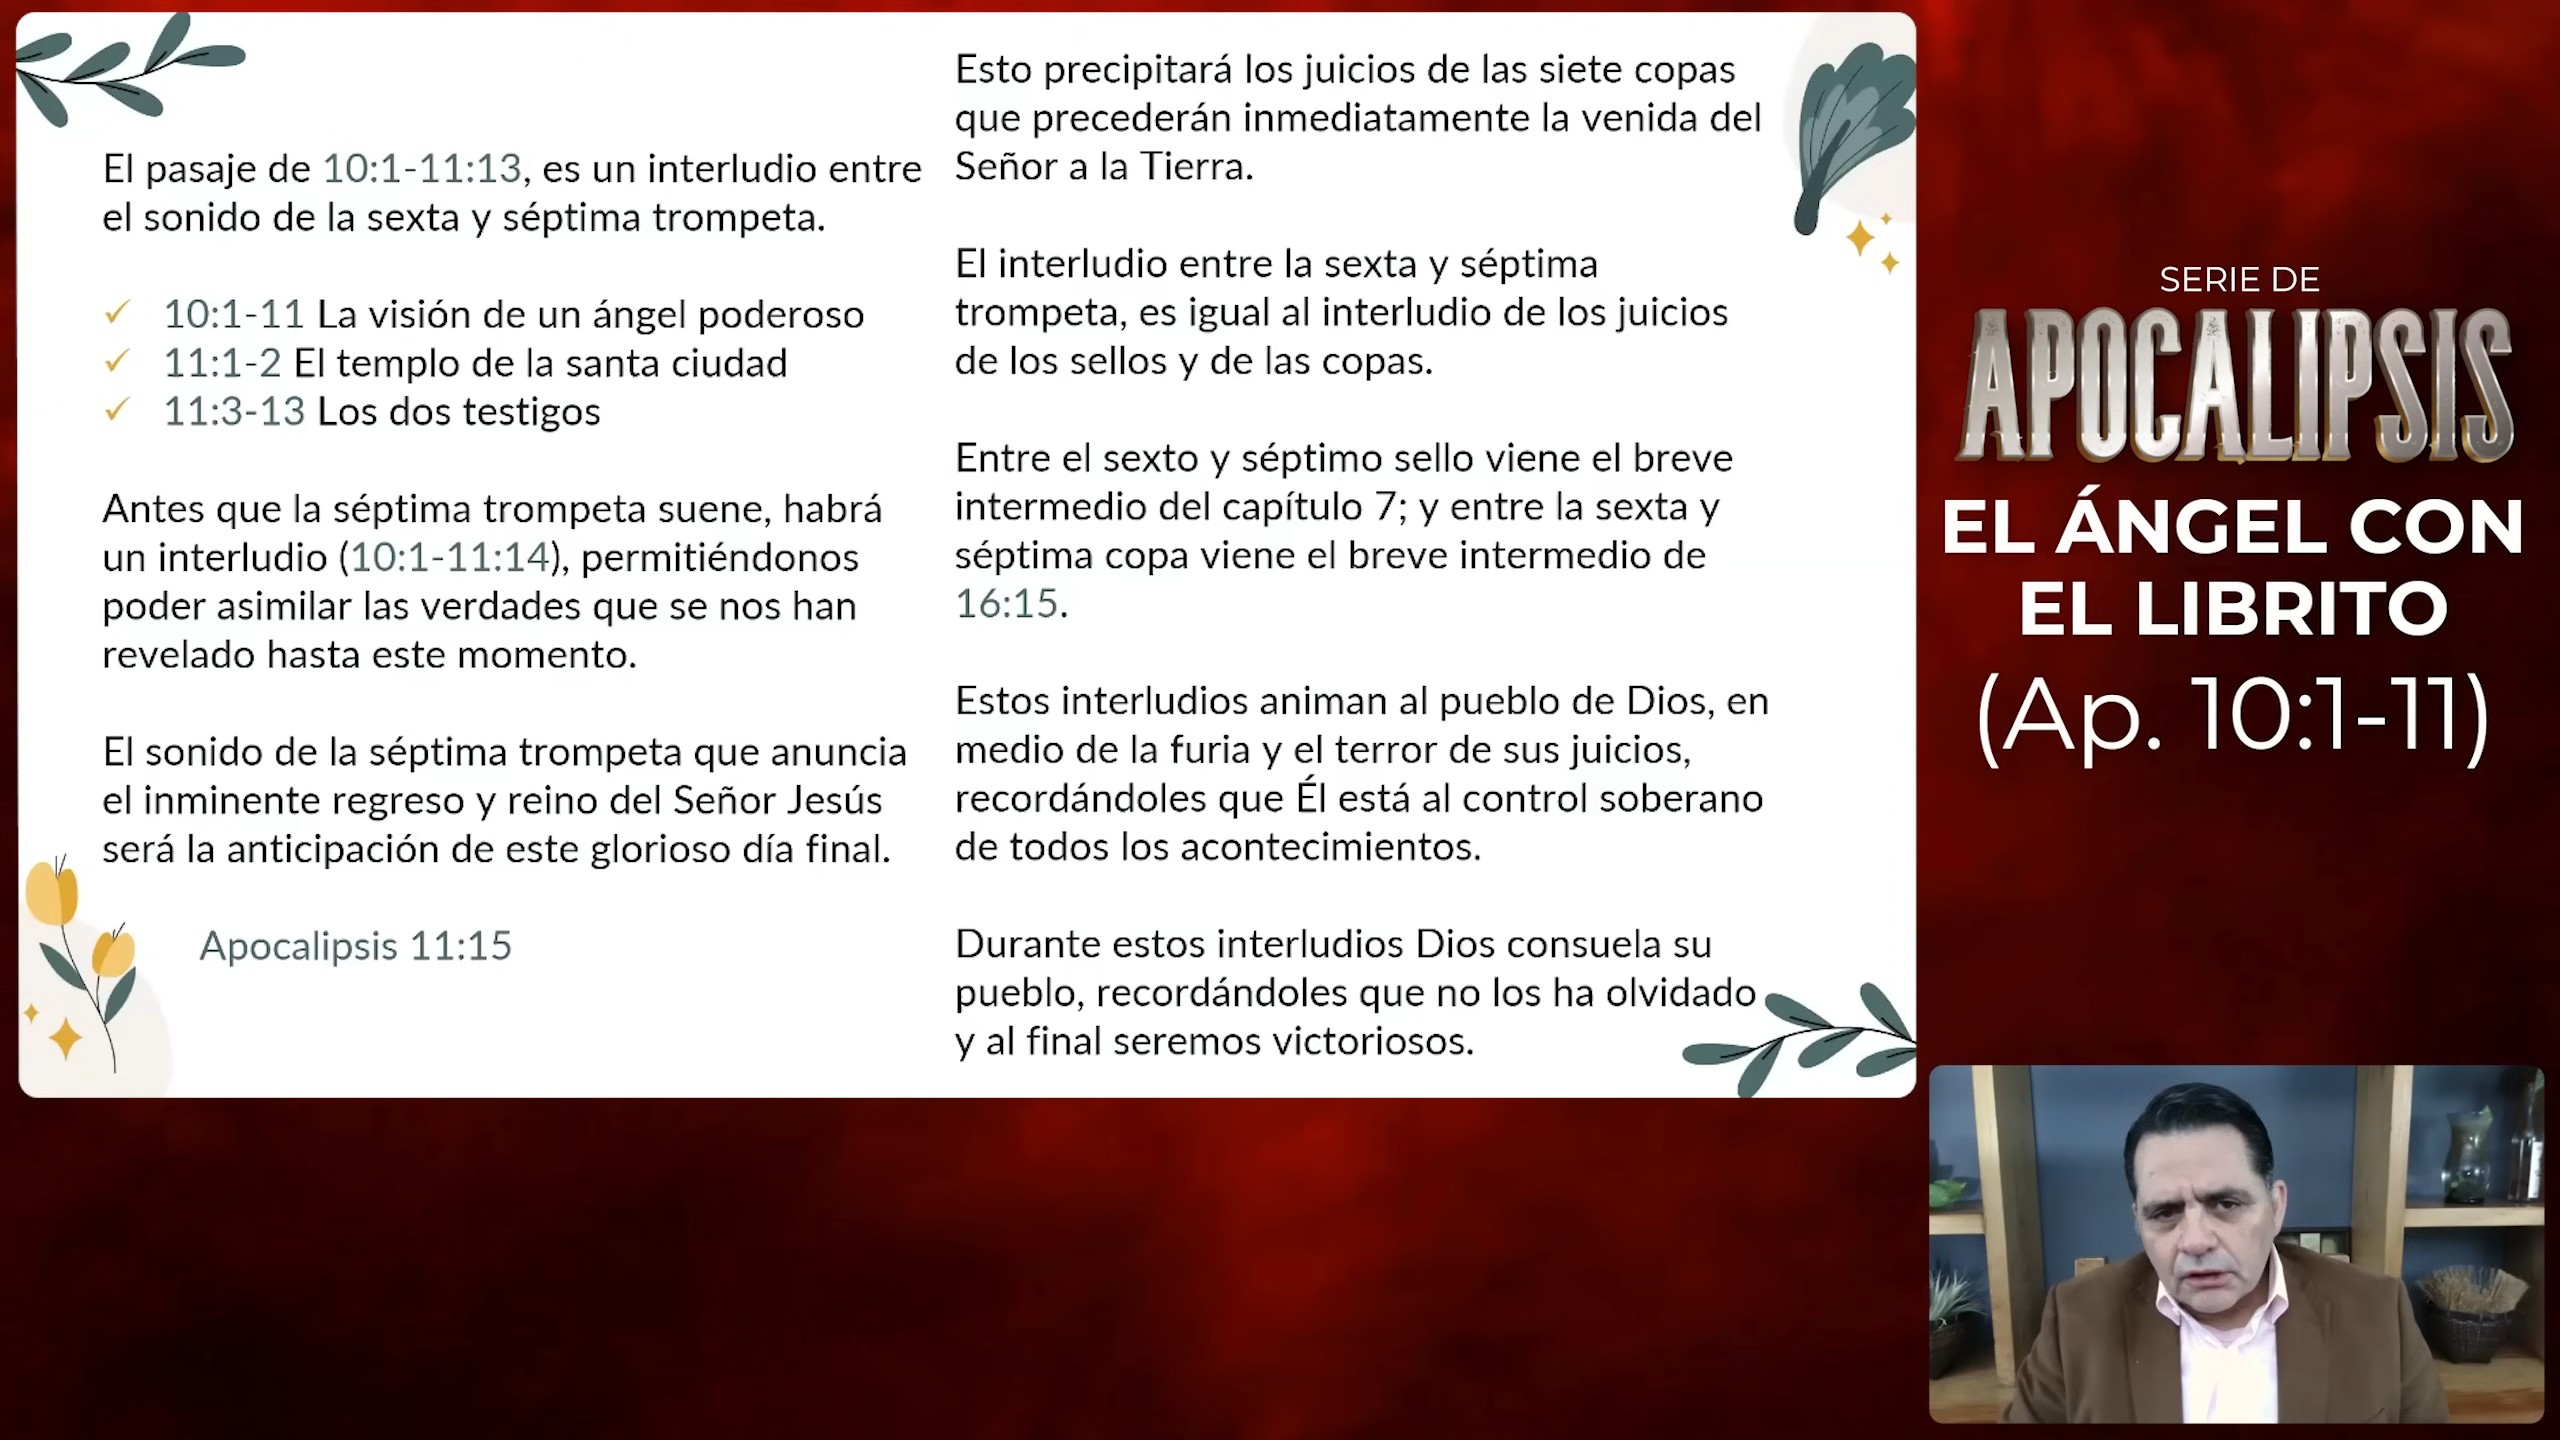 El pasaje de 10:1-11:13, es un interludio entre
el sonido de la sexta y séptima trompeta.
10:1-11 La visión de un ángel poderoso
11:1-2 El templo de la santa ciudad
11:3-13 Los dos testigos
Antes que la séptima trompeta suene, habrá
un interludio (10:1-11:14), permitiéndonos
poder asimilar las verdades que se nos han
revelado hasta este momento.
El sonido de la séptima trompeta que anuncia
el inminente regreso y reino del Señor Jesús
será la anticipación de este glorioso día final.
Apocalipsis 11:15
Esto precipitará los juicios de las siete copas
que precederán inmediatamente la venida del
Señor a la Tierra.
El interludio entre la sexta y séptima
trompeta, es igual al interludio de los juicios
de los sellos y de las copas.
Entre el sexto y séptimo sello viene el breve
intermedio del capítulo 7; y entre la sexta y
séptima copa viene el breve intermedio de
16:15.
Estos interludios animan al pueblo de Dios, en
medio de la furia y el terror de sus juicios,
recordándoles que Él está al control soberano
de todos los acontecimientos.
Durante estos interludios Dios consuela su
pueblo, recordándoles que no los ha olvidado
y al final seremos victoriosos.
SERIE DE
APOCALIPSIS
EL ÁNGEL CON
EL LIBRITO
(Ap. 10:1-11)